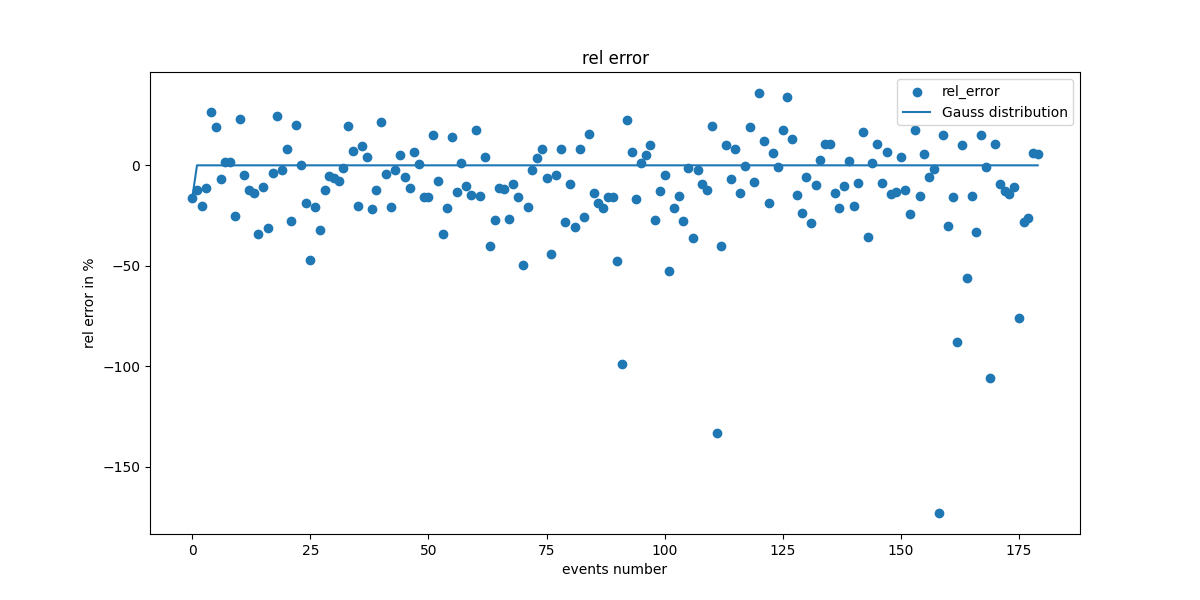 rel error
rel_error
Gauss distribution
rel error in %
0
−50
−100
−150
0
25
50
75
100
125
150
175
events number